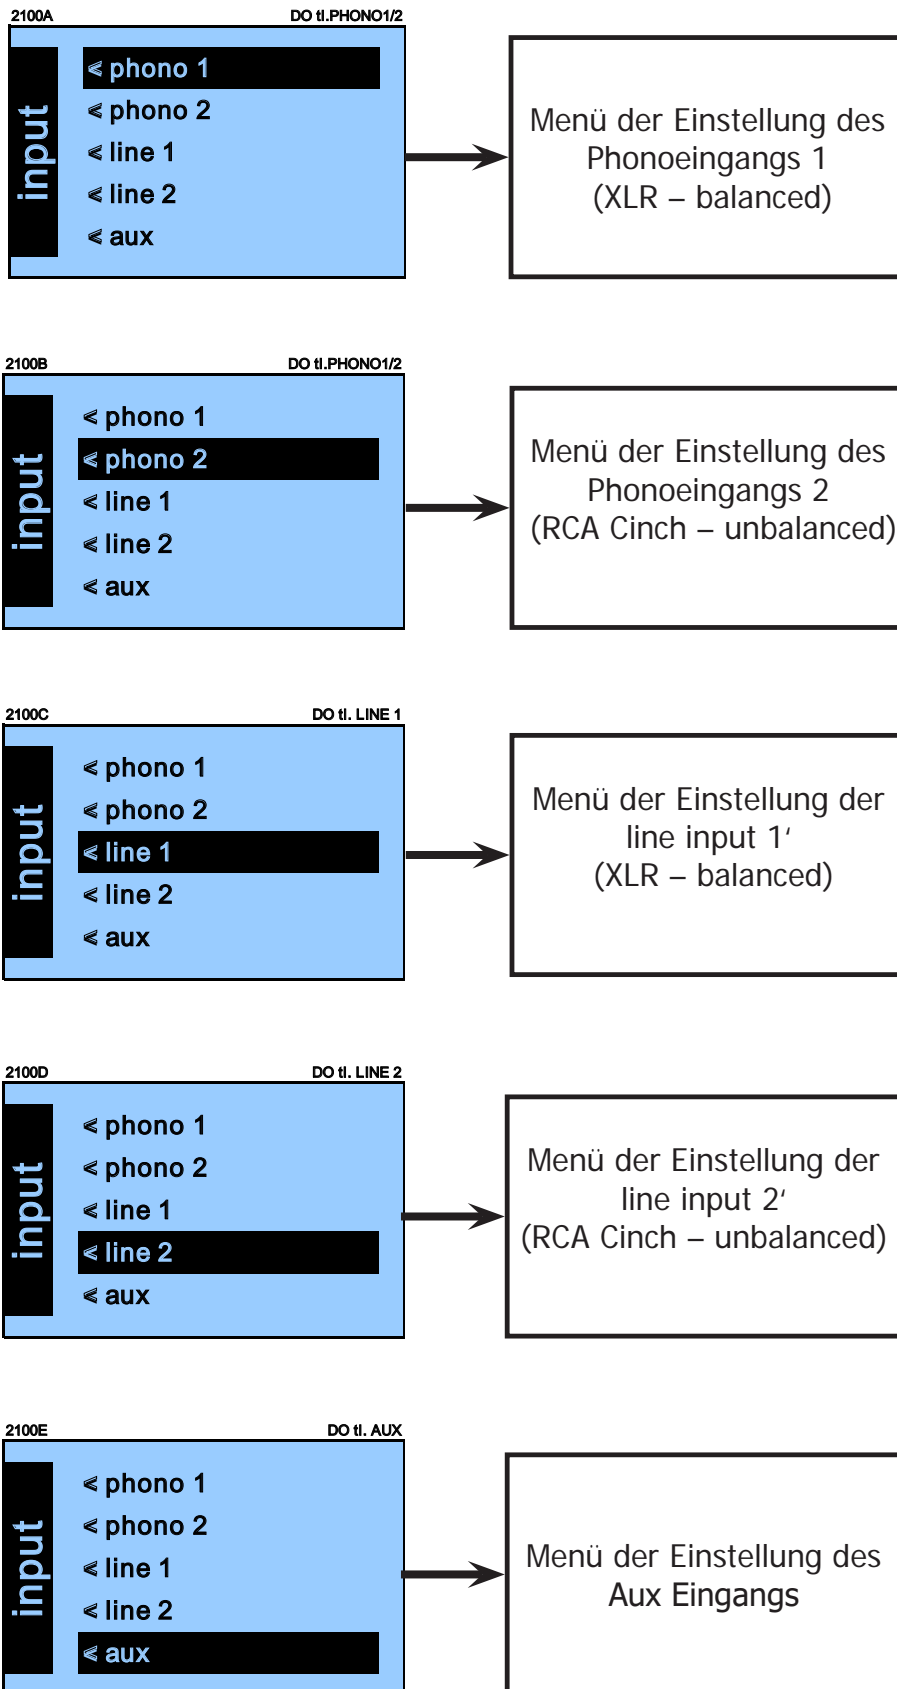 2100A DO tl.PHONO1/2
input
< phono 1
< phono 2
< line 1
< line 2
< aux
Menü der Einstellung des
Phonoeingangs 1
(XLR – balanced)
2100B DO tl.PHONO1/2
input
< phono 1
< phono 2
< line 1
< line 2
< aux
Menü der Einstellung des
Phonoeingangs 2
(RCA Cinch – unbalanced)
2100C DO tl. LINE 1
input
< phono 1
< phono 2
< line 1
< line 2
< aux
Menü der Einstellung der
line input 1‘
(XLR – balanced)
2100D DO tl. LINE 2
input
< phono 1
< phono 2
< line 1
< line 2
< aux
Menü der Einstellung der
line input 2‘
(RCA Cinch – unbalanced)
2100E DO tl. AUX
input
< phono 1
< phono 2
< line 1
< line 2
< aux
Menü der Einstellung des
Aux Eingangs